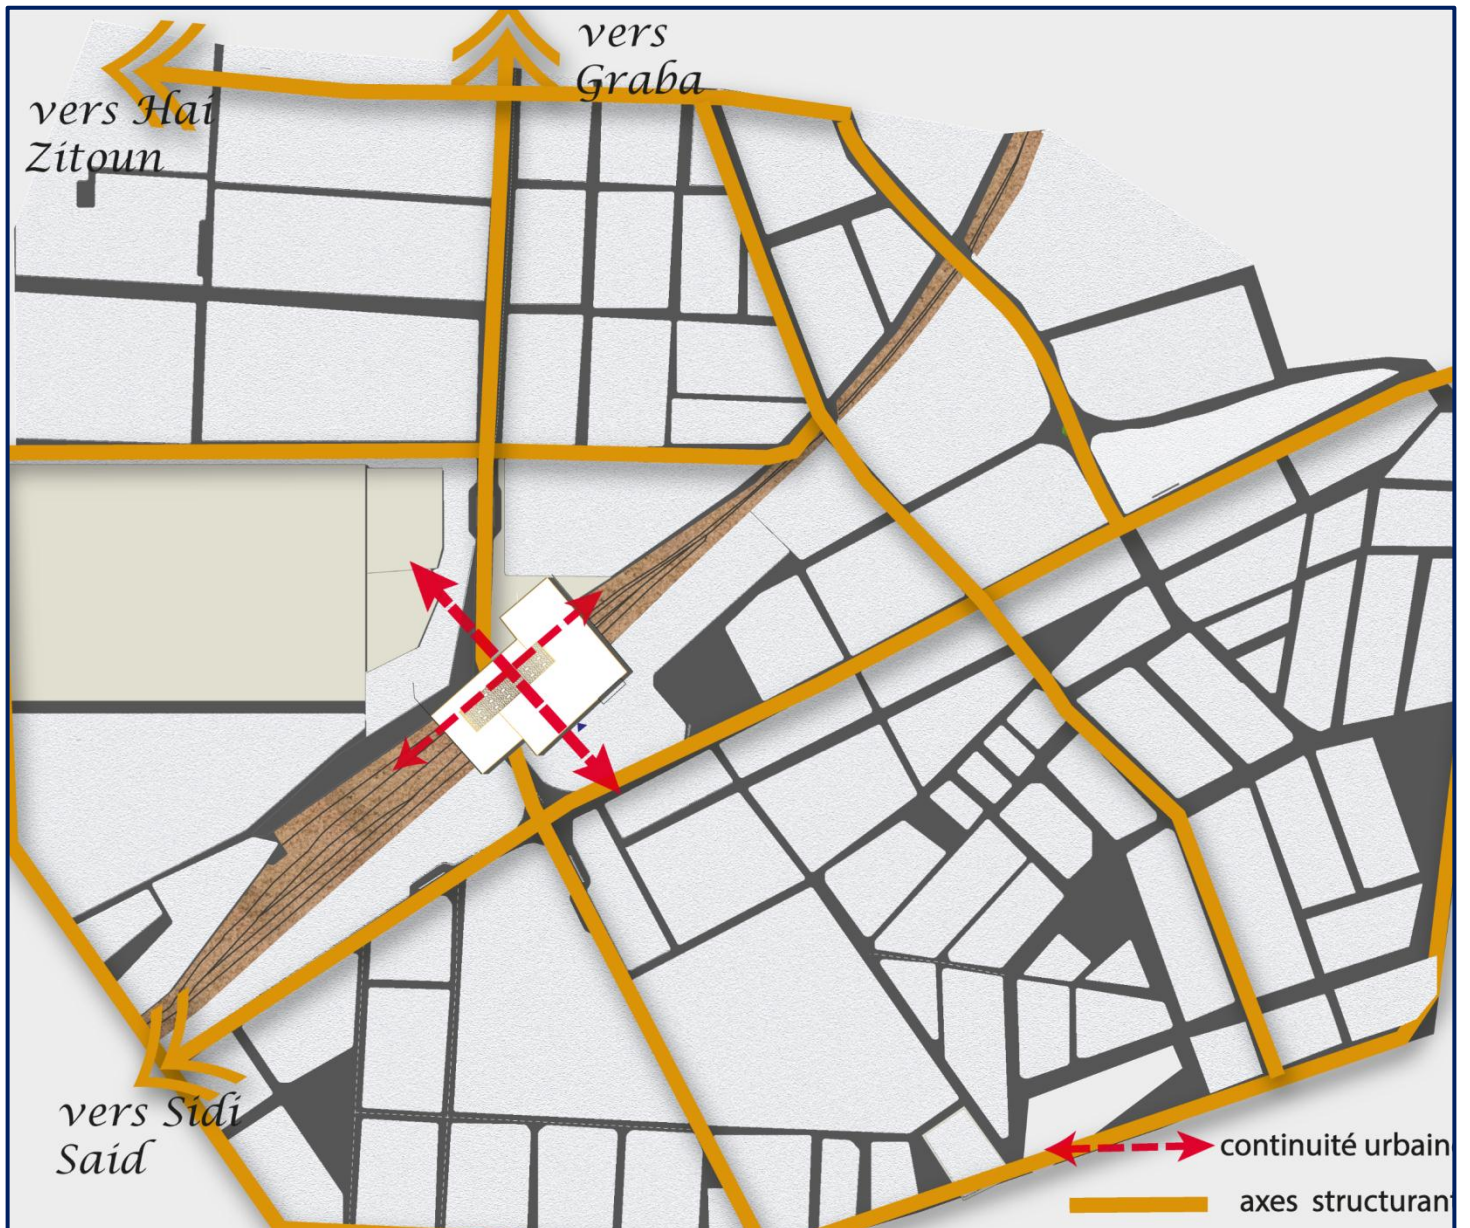 vers
Graba
vers Hai
Zitoun
vers Sidi
Said
continuité urbain
axes structurant